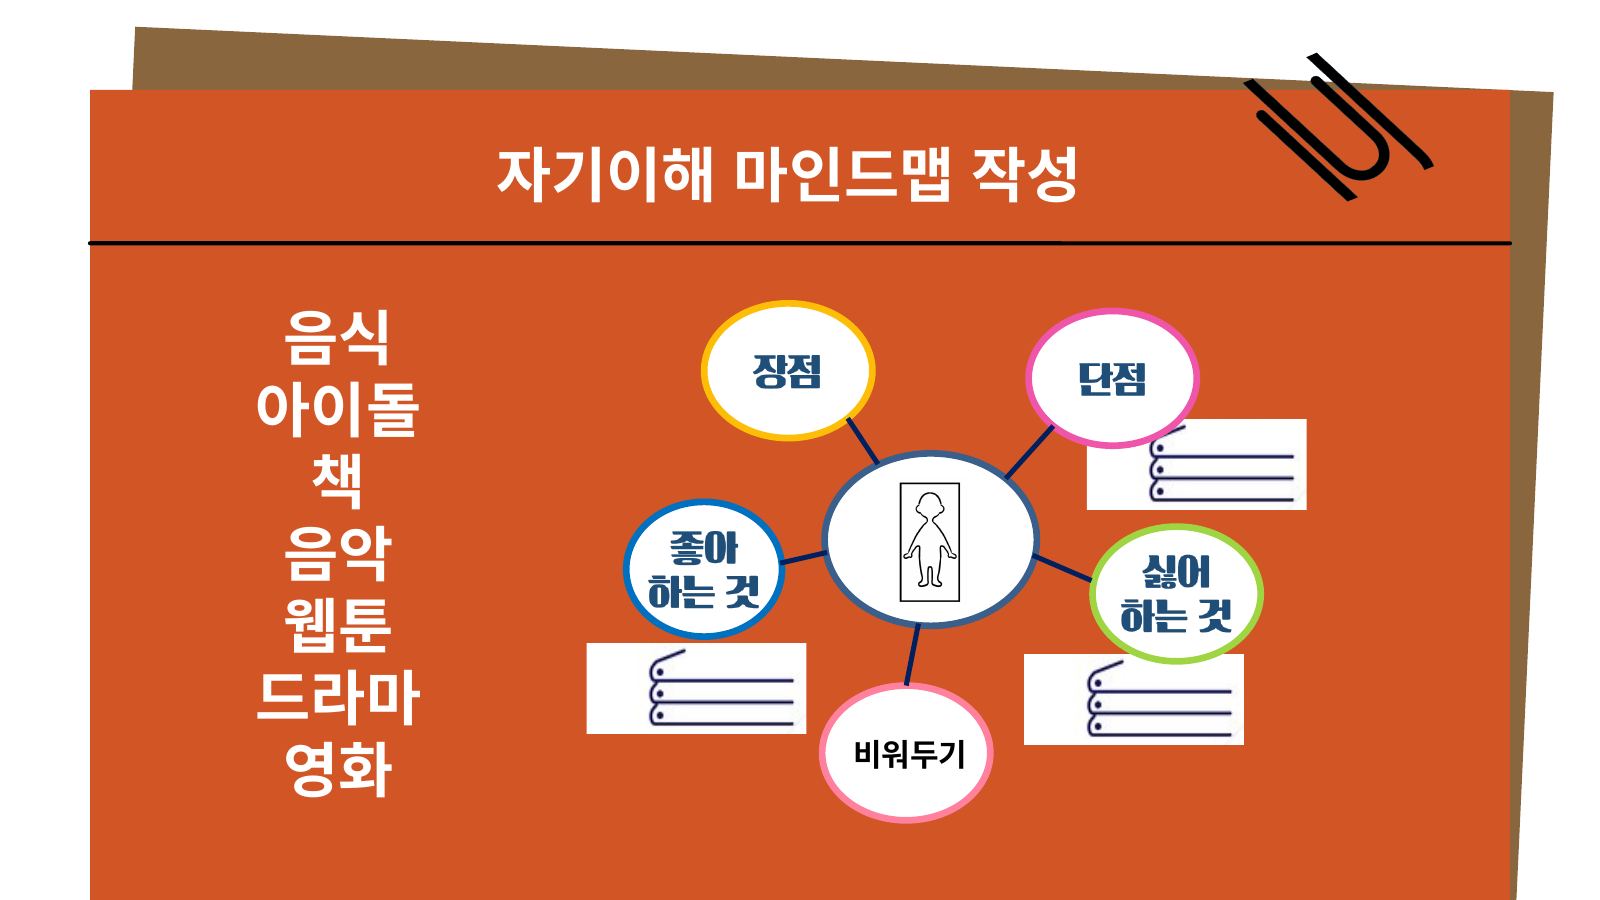 자기이해 마인드맵 작성
음식
아이돌
책
음악
웹툰
드라마
영화
장점
단점
좋아
하는 것
싫어
하는 것
비워두기